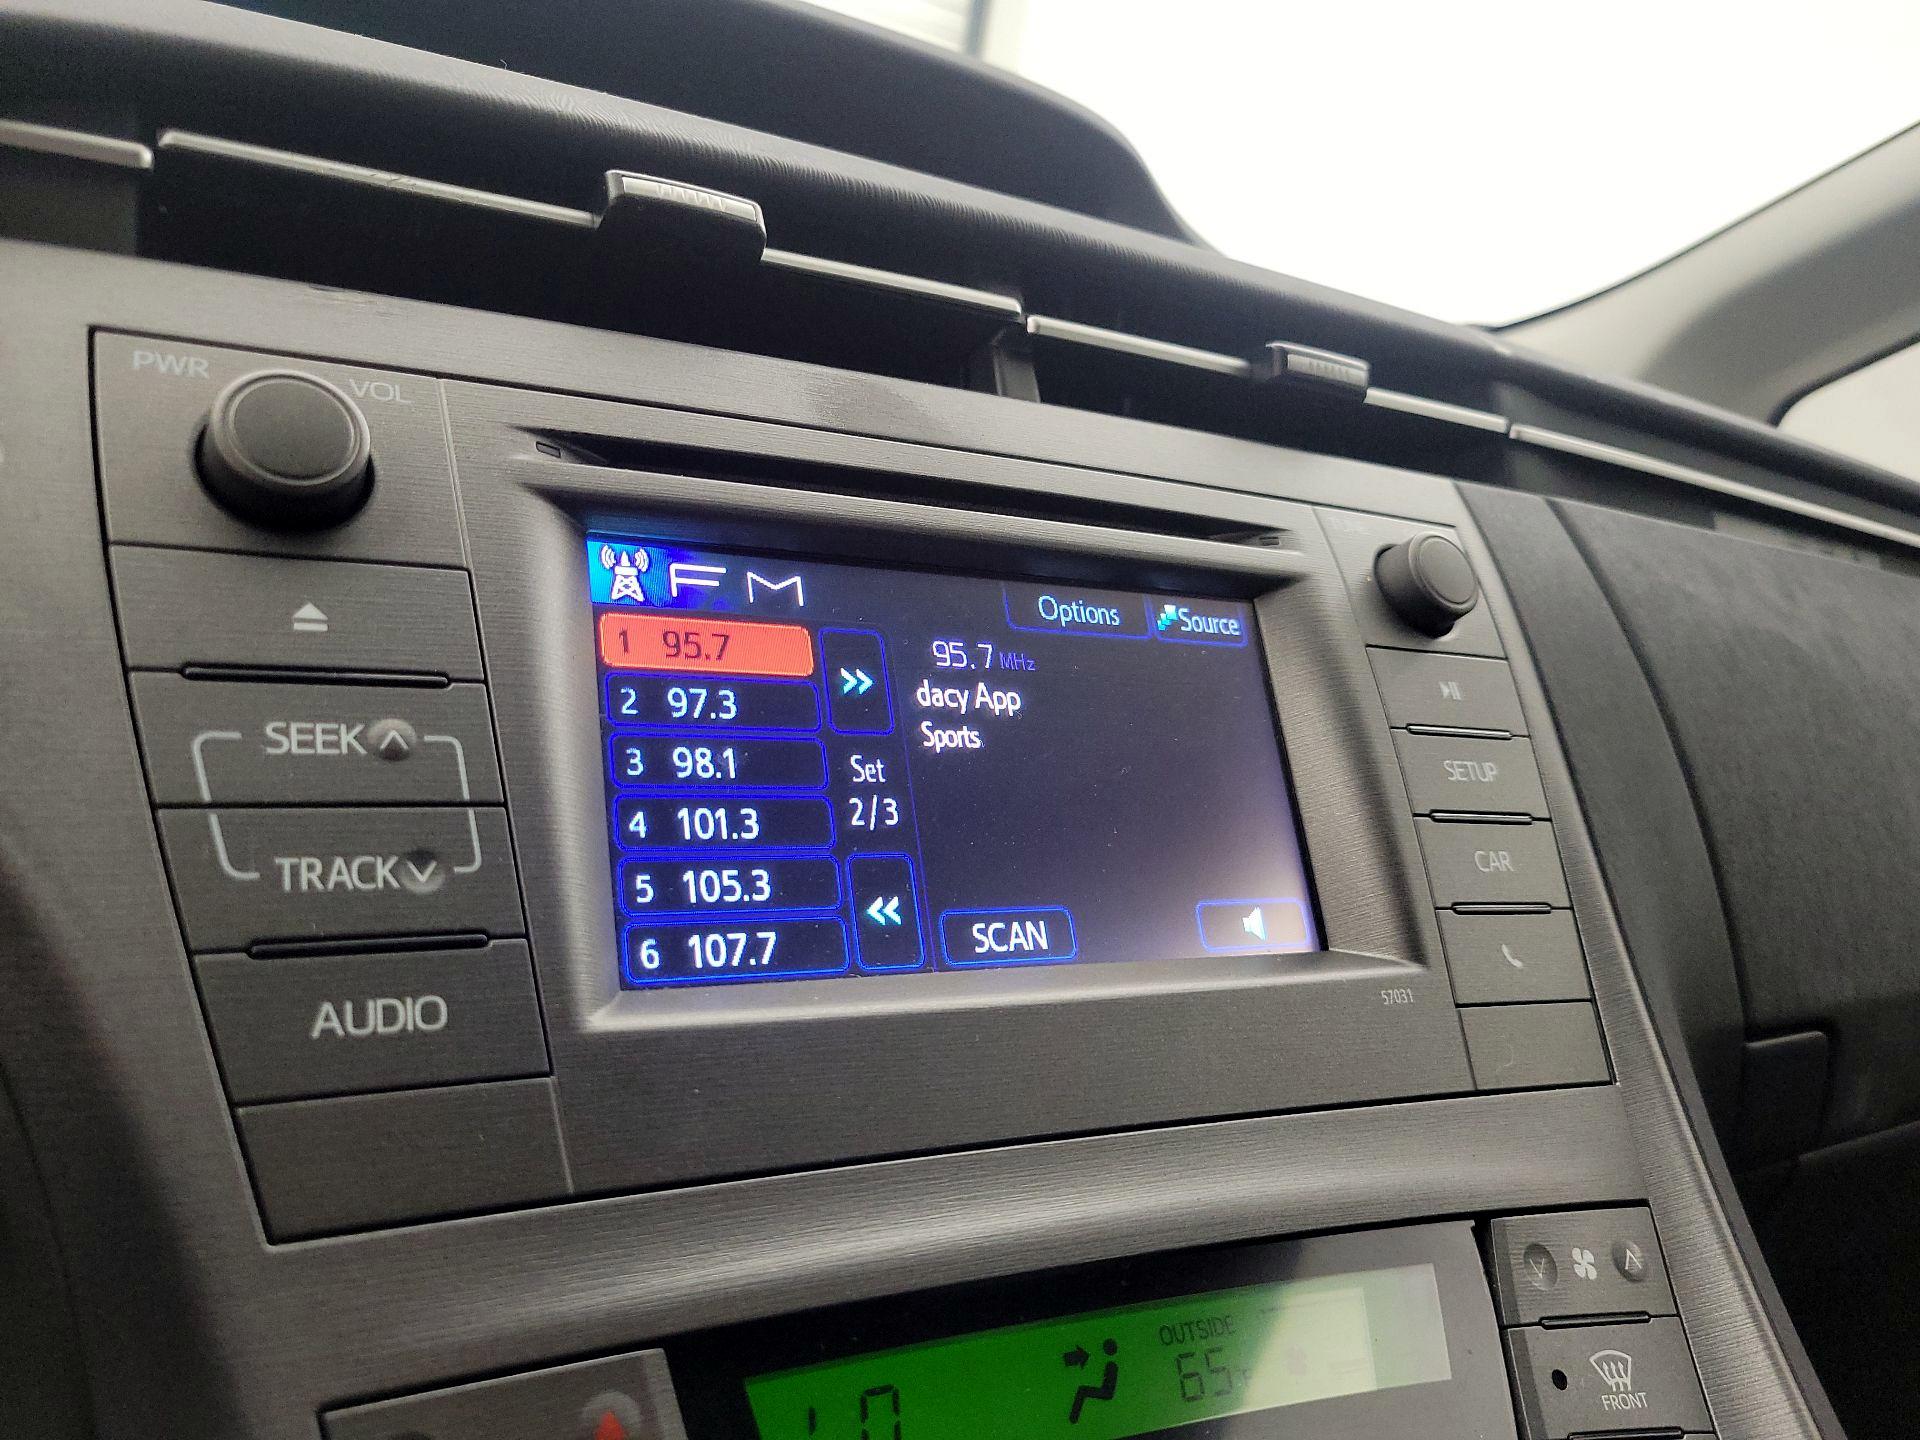 PWR
VOL
FM
Options
Source
1 95.7
2 97.3
3 98.1
4 101.3
5 105.3
6 107.7
Set
2/3
95.7 MHz
dacy App
Sports
SCAN
SEEK
TRACK
AUDIO
SETUP
CAR
57031
OUTSIDE
65
FRONT